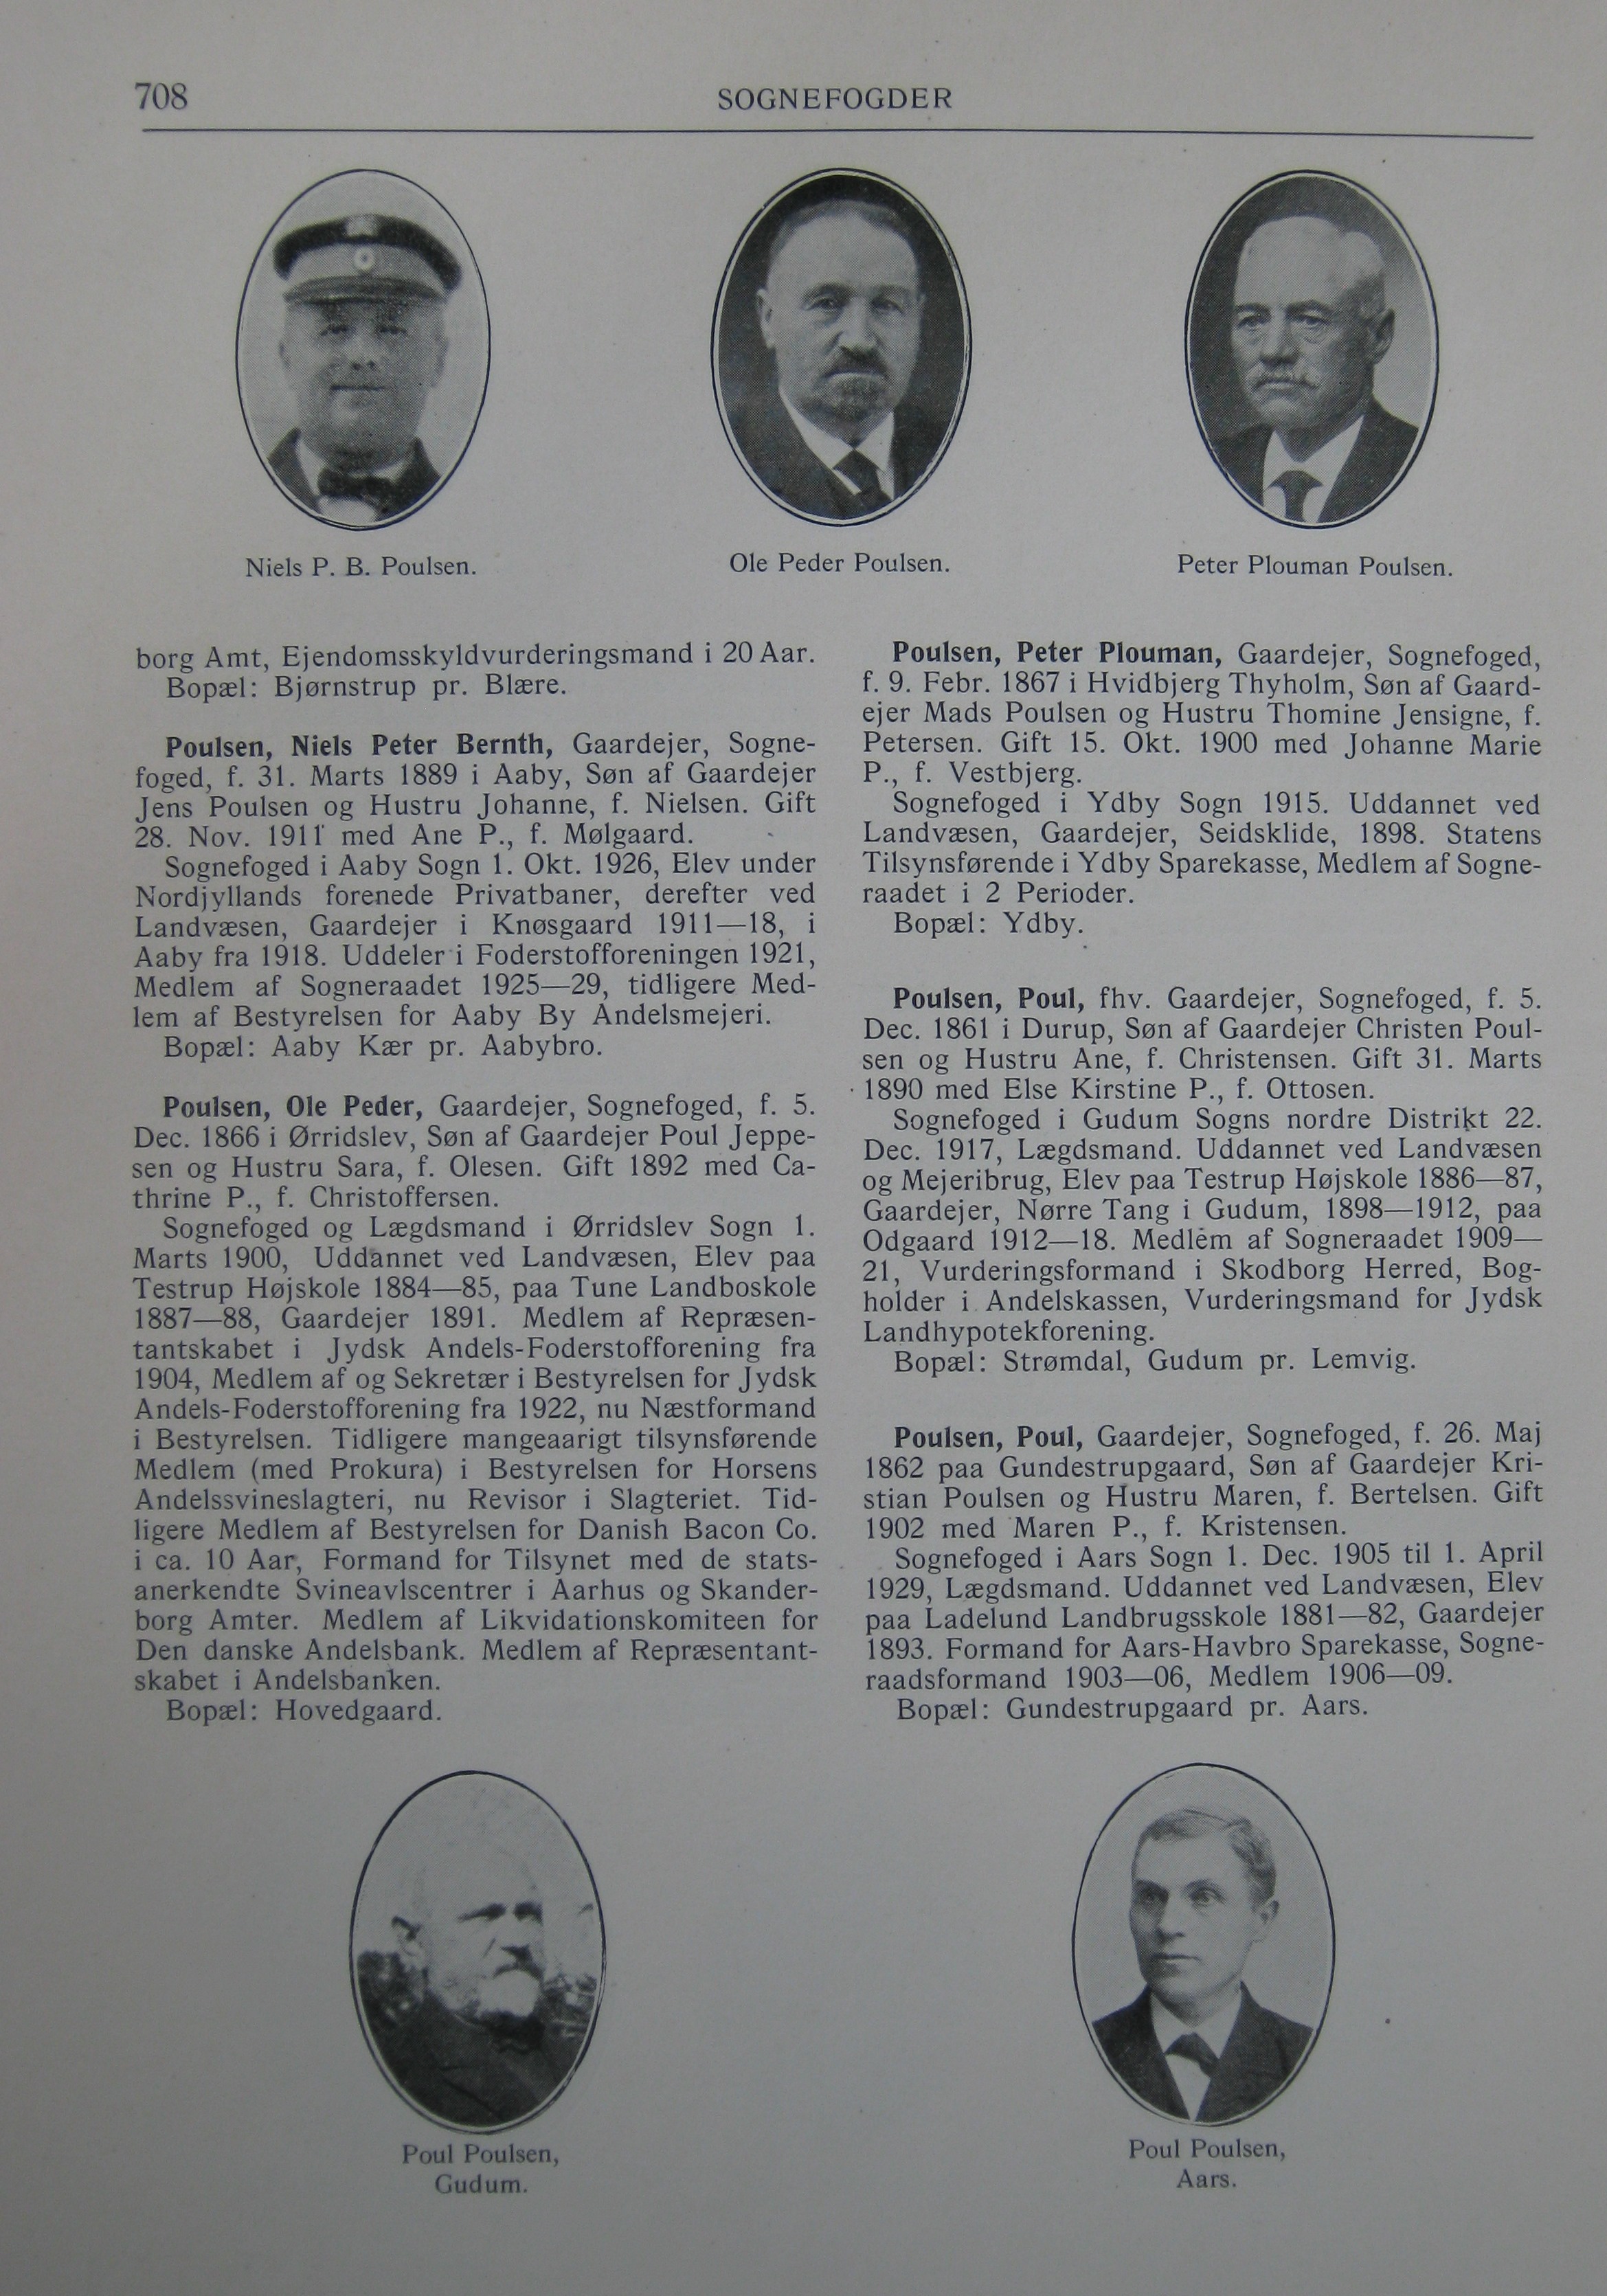 708
SOGNEFOGDER
Niels P. B. Poulsen.
Ole Peder Poulsen.
Peter Plouman Poulsen.
borg Amt, Ejendomsskyldvurderingsmand i 20 Aar.
Bopæl: Bjørnstrup pr. Blære.
Poulsen, Niels Peter Bernth, Gaardejer, Sogne-
foged, f. 31. Marts 1889 i Aaby, Søn af Gaardejer
Jens Poulsen og Hustru Johanne, f. Nielsen. Gift
28. Nov. 1911 med Ane P., f. Mølgaard.
Sognefoged i Aaby Sogn 1. Okt. 1926, Elev under
Nordjyllands forenede Privatbaner, derefter ved
Landvæsen, Gaardejer i Knøsgaard 1911—18, i
Aaby fra 1918. Uddeler i Foderstofforeningen 1921,
Medlem af Sogneraadet 1925—29, tidligere Med-
lem af Bestyrelsen for Aaby By Andelsmejeri.
Bopæl: Aaby Kær pr. Aabybro.
Poulsen, Ole Peder, Gaardejer, Sognefoged, f. 5.
Dec. 1866 i Ørridslev, Søn af Gaardejer Poul Jeppe-
sen og Hustru Sara, f. Olesen. Gift 1892 med Ca-
thrine P., f. Christoffersen.
Sognefoged og Lægdsmand i Ørridslev Sogn 1.
Marts 1900, Uddannet ved Landvæsen, Elev paa
Testrup Højskole 1884—85, paa Tune Landboskole
1887—88, Gaardejer 1891. Medlem af Repræsen-
tantskabet i Jydsk Andels-Foderstofforening fra
1904, Medlem af og Sekretær i Bestyrelsen for Jydsk
Andels-Foderstofforening fra 1922, nu Næstformand
i Bestyrelsen. Tidligere mangeaarigt tilsynsførende
Medlem (med Prokura) i Bestyrelsen for Horsens
Andelssvineslagteri, nu Revisor i Slagteriet. Tid-
ligere Medlem af Bestyrelsen for Danish Bacon Co.
i ca. 10 Aar, Formand for Tilsynet med de stats-
anerkendte Svineavlscentrer i Aarhus og Skander-
borg Amter. Medlem af Likvidationskomiteen for
Den danske Andelsbank. Medlem af Repræsentant-
skabet i Andelsbanken.
Bopæl: Hovedgaard.
Poulsen, Peter Plouman, Gaardejer, Sognefoged,
f. 9. Febr. 1867 i Hvidbjerg Thyholm, Søn af Gaard-
ejer Mads Poulsen og Hustru Thomine Jensigne, f.
Petersen. Gift 15. Okt. 1900 med Johanne Marie
P., f. Vestbjerg.
Sognefoged i Ydby Sogn 1915. Uddannet ved
Landvæsen, Gaardejer, Seidsklide, 1898. Statens
Tilsynsførende i Ydby Sparekasse, Medlem af Sogne-
raadet i 2 Perioder.
Bopæl: Ydby.
Poulsen, Poul, fhv. Gaardejer, Sognefoged, f. 5.
Dec. 1861 i Durup, Søn af Gaardejer Christen Poul-
sen og Hustru Ane, f. Christensen. Gift 31. Marts
1890 med Else Kirstine P., f. Ottosen.
Sognefoged i Gudum Sogns nordre Distrikt 22.
Dec. 1917, Lægdsmand. Uddannet ved Landvæsen
og Mejeribrug, Elev paa Testrup Højskole 1886—87,
Gaardejer, Nørre Tang i Gudum, 1898—1912, paa
Odgaard 1912—18. Medlem af Sogneraadet 1909—
21, Vurderingsformand i Skodborg Herred, Bog-
holder i Andelskassen, Vurderingsmand for Jydsk
Landhypotekforening.
Bopæl: Strømdal, Gudum pr. Lemvig.
Poulsen, Poul, Gaardejer, Sognefoged, f. 26. Maj
1862 paa Gundestrupgaard, Søn af Gaardejer Kri-
stian Poulsen og Hustru Maren, f. Bertelsen. Gift
1902 med Maren P., f. Kristensen.
Sognefoged i Aars Sogn 1. Dec. 1905 til 1. April
1929, Lægdsmand. Uddannet ved Landvæsen, Elev
paa Ladelund Landbrugsskole 1881—82, Gaardejer
1893. Formand for Aars-Havbro Sparekasse, Sogne-
raadsformand 1903—06, Medlem 1906—09.
Bopæl: Gundestrupgaard pr. Aars.
Poul Poulsen,
Gudum.
Poul Poulsen,
Aars.